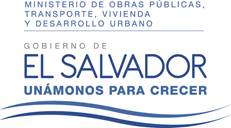 MINISTERIO DE OBRAS PÚBLICAS,
TRANSPORTE, VIVIENDA
Y DESARROLLO URBANO
GOBIERNO DE
EL SALVADOR
UNÁMONOS PARA CRECER